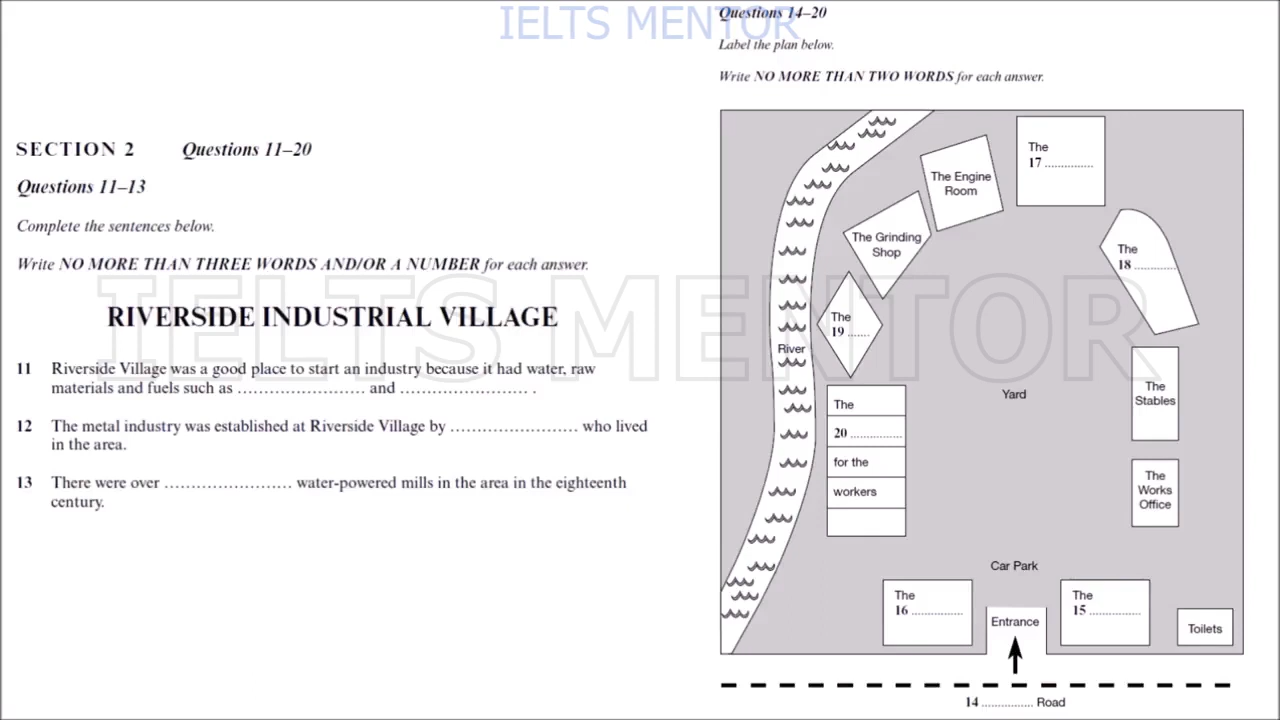 IELTS MENTOR
SECTION 2 Questions 11–20
Questions 11–13
Complete the sentences below.
Write NO MORE THAN THREE WORDS AND/OR A NUMBER for each answer.
IELTS MENTOR
RIVERSIDE INDUSTRIAL VILLAGE
11 Riverside Village was a good place to start an industry because it had water, raw
materials and fuels such as ........................ and ........................ .
12 The metal industry was established at Riverside Village by ........................ who lived
in the area.
13 There were over ........................ water-powered mills in the area in the eighteenth
century.
Questions 14–20
Label the plan below.
Write NO MORE THAN TWO WORDS for each answer.
The
17 ...............
The Engine
Room
The Grinding
Shop
The
18 .............
The
19 .......
River
The
Stables
Yard
The
20 ...............
for the
workers
The
Works
Office
Car Park
The
16 ...............
Entrance
The
15 ...............
Toilets
14 ............... Road